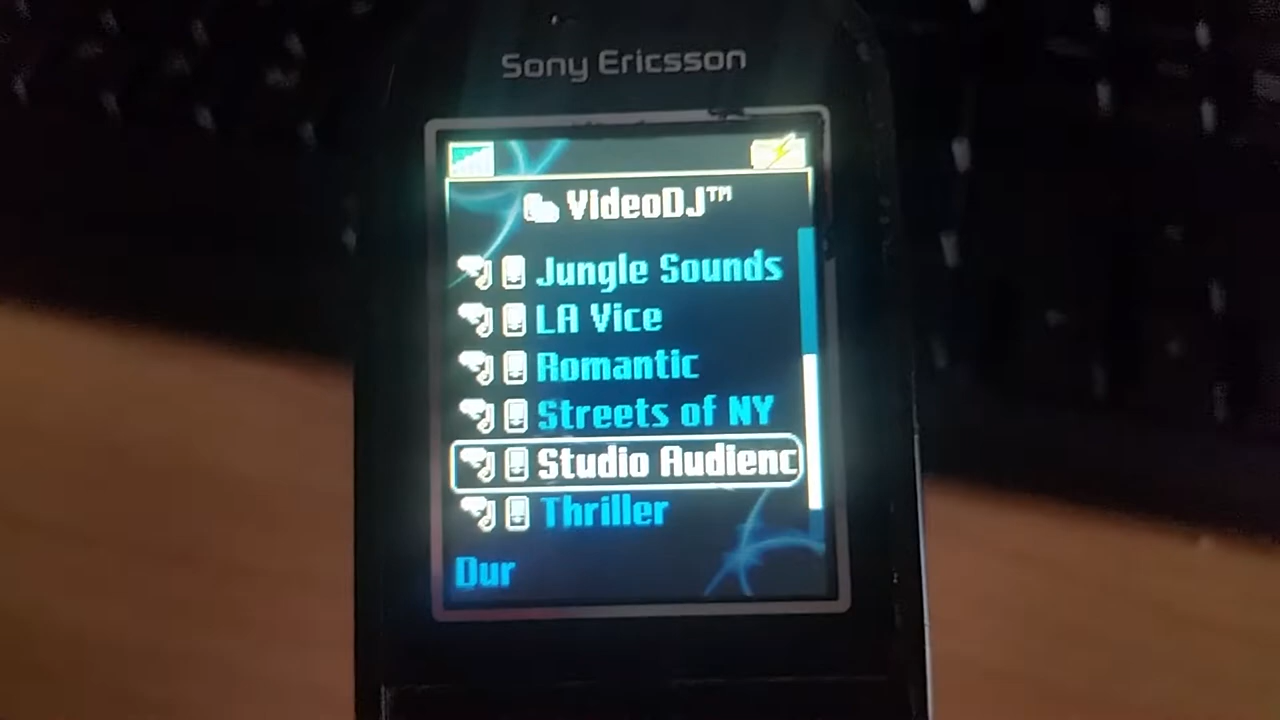 Sony Ericsson
VideoDJ™
Jungle Sounds
LA Vice
Romantic
Streets of NY
Studio Audienc
Thriller
Dur